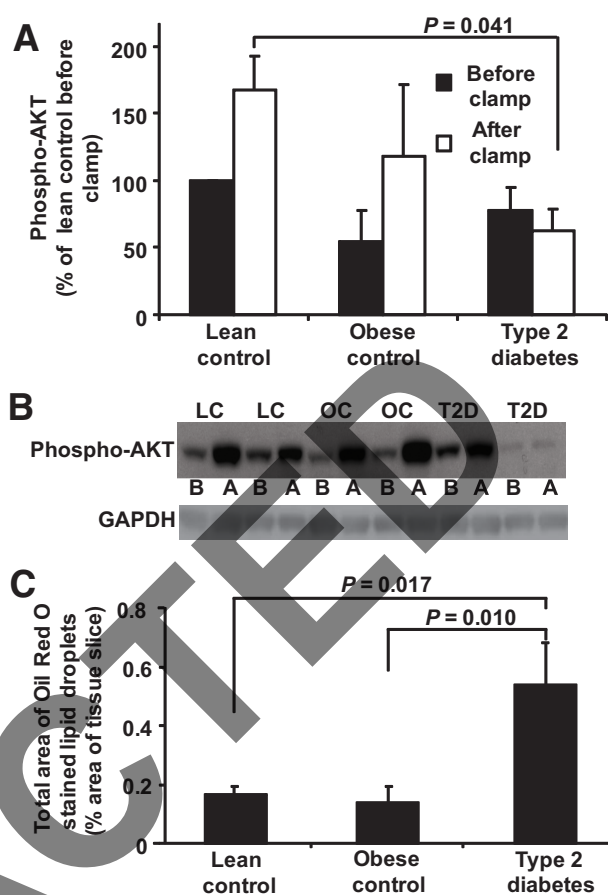 A
Phospho-AKT
(% of lean control before
clamp)
200
150
100
50
0
P = 0.041
Before
clamp
After
clamp
Lean
control
Obese
control
Type 2
diabetes
B
LC LC OC OC T2D T2D
Phospho-AKT
B A B A B A B A B A B A
GAPDH
C
Total area of Oil Red O
stained lipid droplets
(% area of tissue slice)
0.8
0.6
0.4
0.2
0
P = 0.017
P = 0.010
Lean
control
Obese
control
Type 2
diabetes
CTED